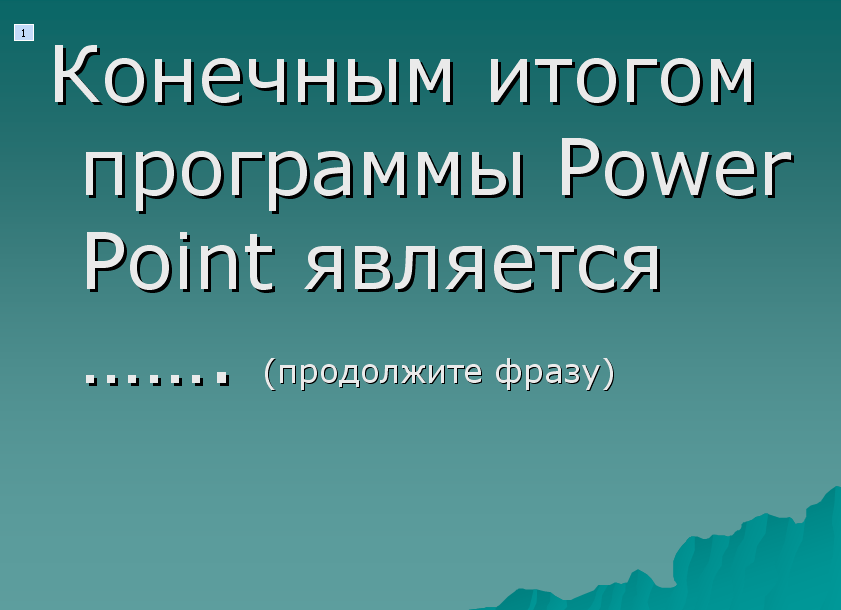 1
Конечным итогом
программы Power
Point является
……. (продолжите фразу)